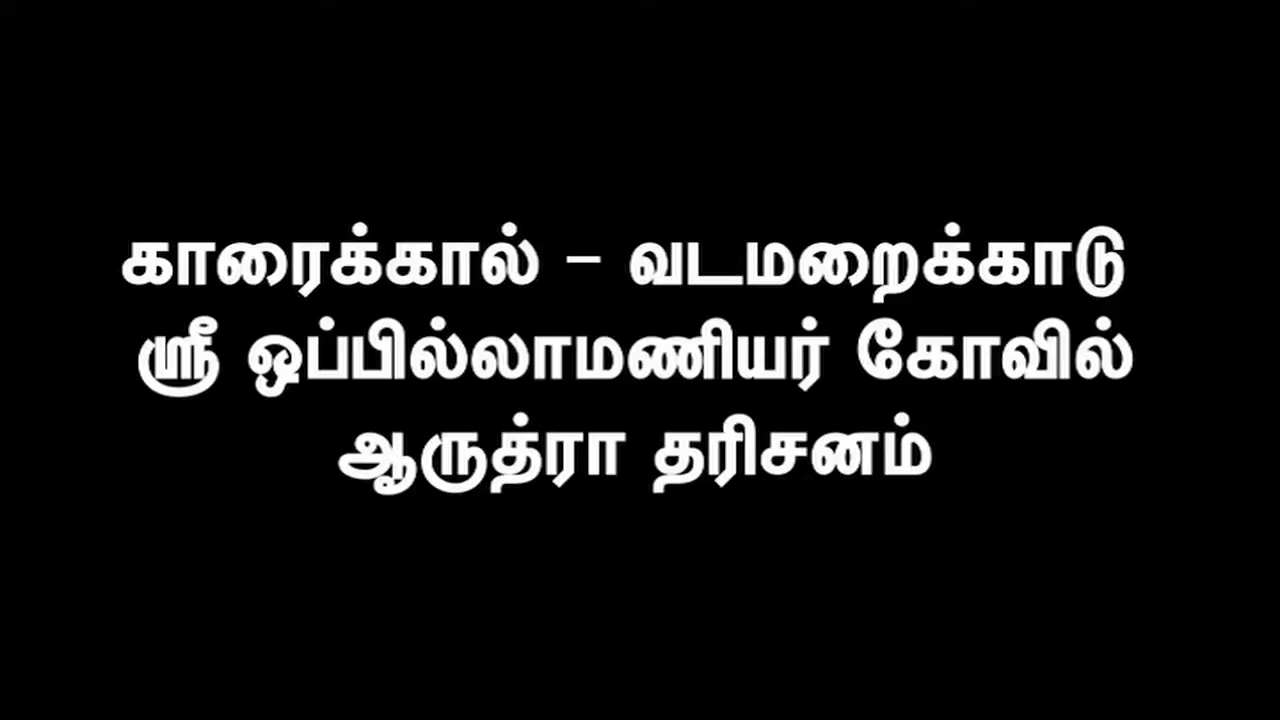 காரைக்கால் – வடமறைக்காடு
ஸ்ரீ ஒப்பில்லாமணியர் கோவில்
ஆருத்ரா தரிசனம்